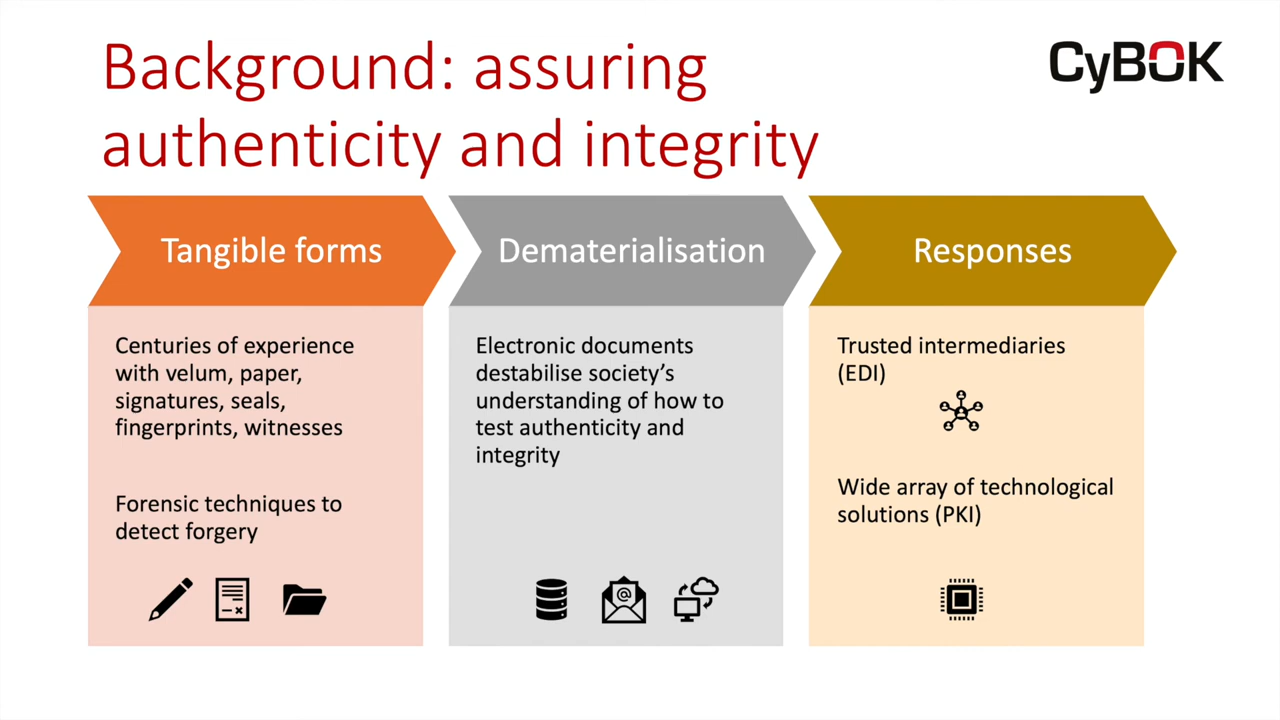 Background: assuring
authenticity and integrity
CyBOK
Tangible forms
Centuries of experience
with velum, paper,
signatures, seals,
fingerprints, witnesses
Forensic techniques to
detect forgery
Dematerialisation
Electronic documents
destabilise society’s
understanding of how to
test authenticity and
integrity
@
Responses
Trusted intermediaries
(EDI)
Wide array of technological
solutions (PKI)